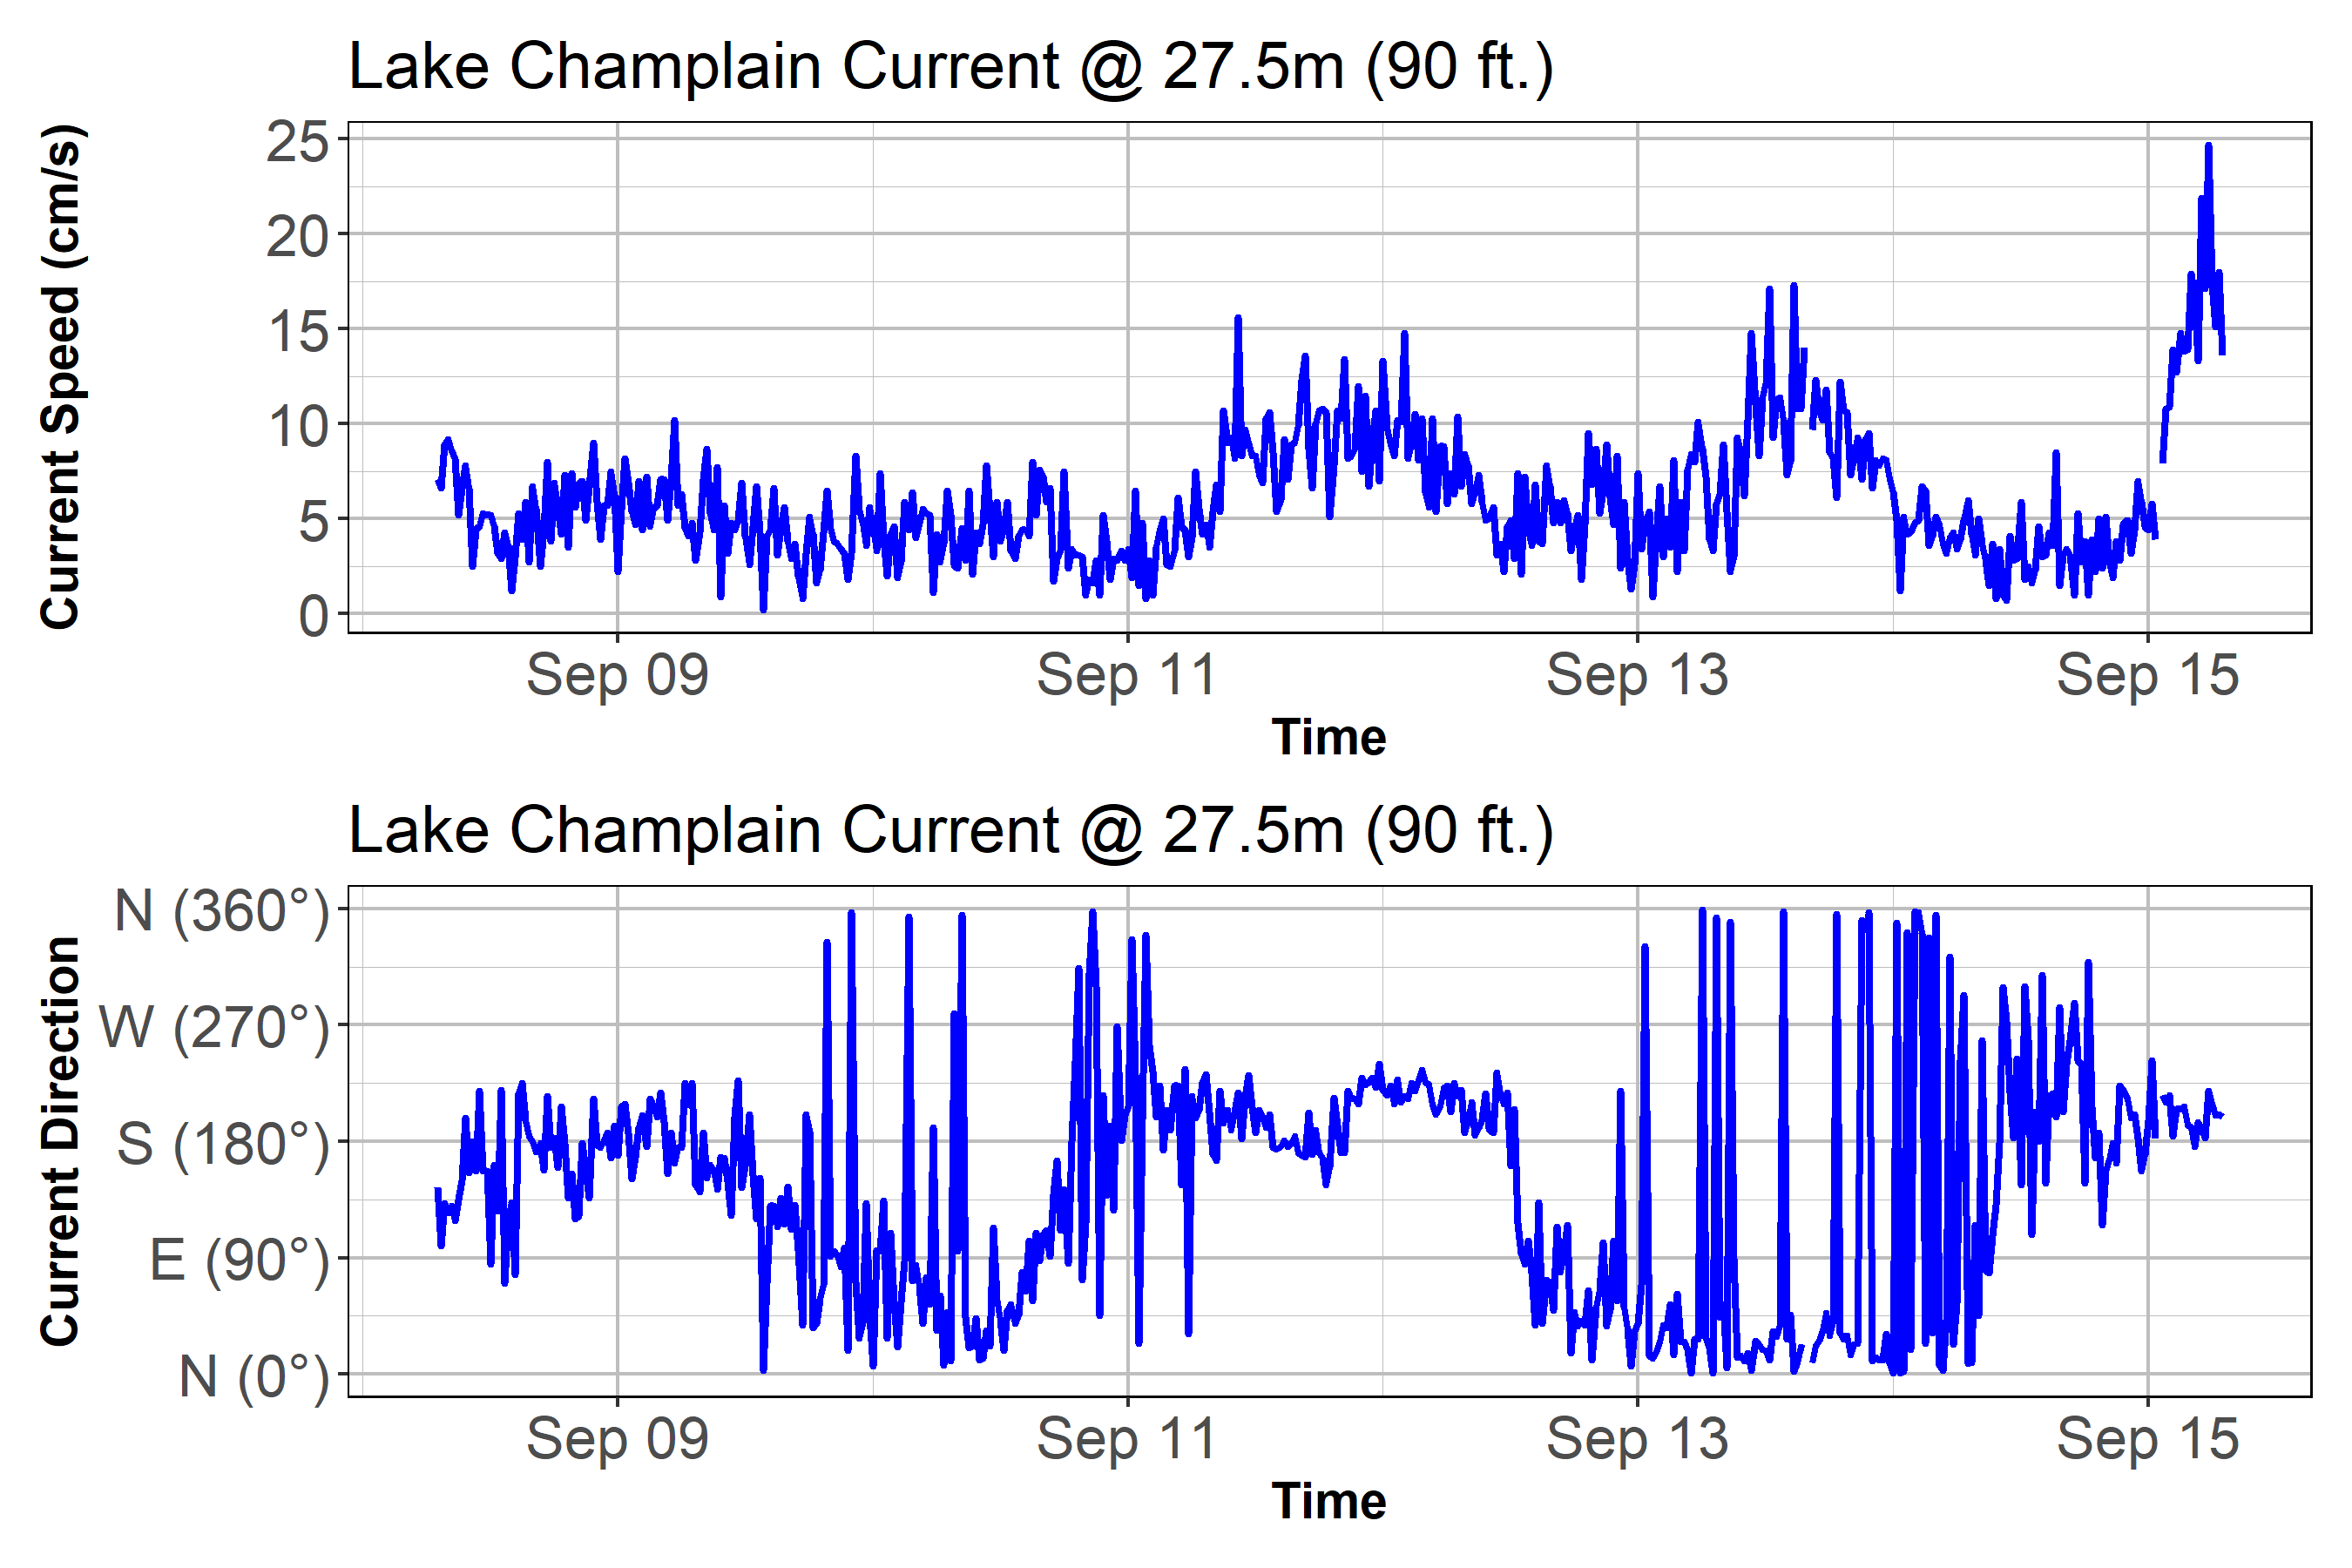 Lake Champlain Current @ 27.5m (90 ft.)
Current Speed (cm/s)
25
20
15
10
5
0
Sep 09 Sep 11 Sep 13 Sep 15
Time
Lake Champlain Current @ 27.5m (90 ft.)
Current Direction
N (360°)
W (270°)
S (180°)
E (90°)
N (0°)
Sep 09 Sep 11 Sep 13 Sep 15
Time